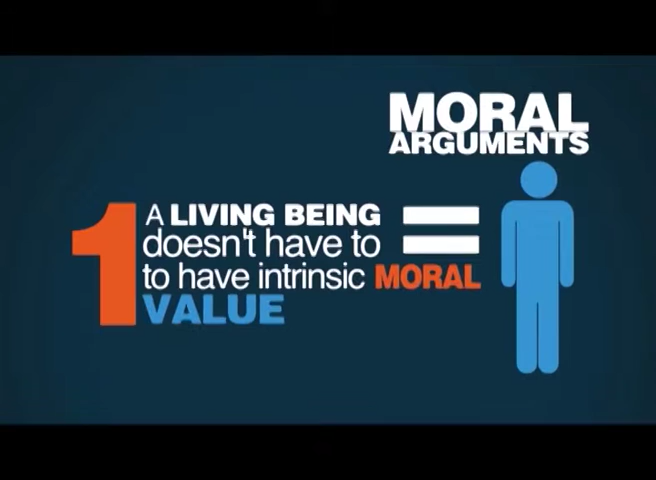 MORAL
ARGUMENTS
1
A LIVING BEING
doesn't have to
to have intrinsic MORAL
VALUE